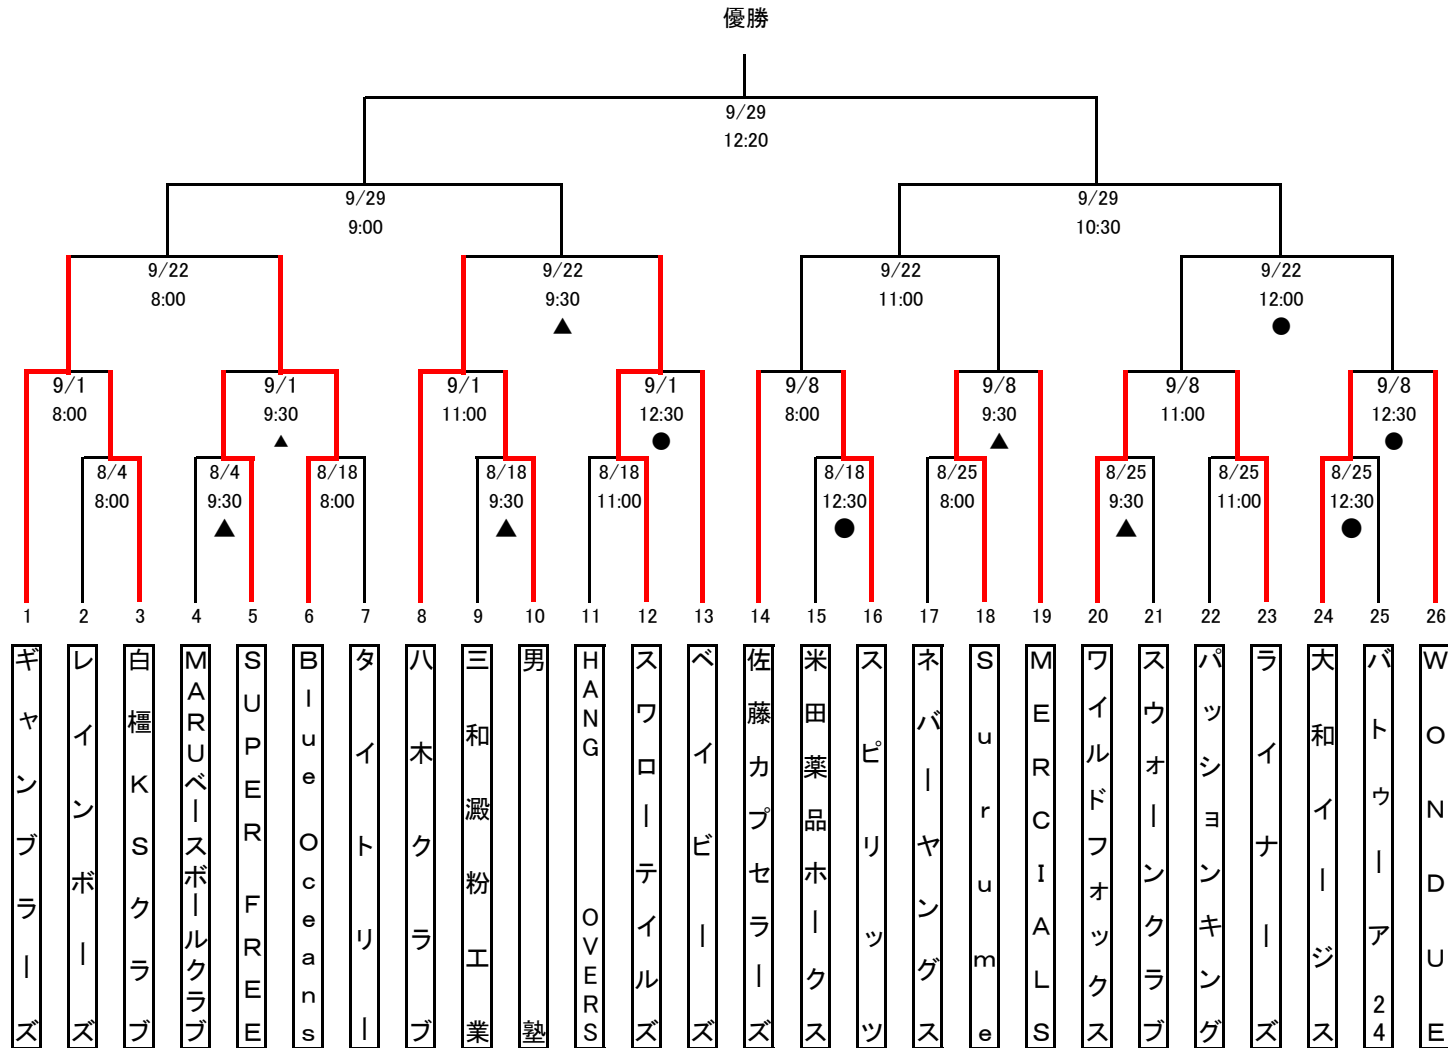 優勝
9/29
12:20
9/29
9:00
9/29
10:30
9/22
8:00
9/22
9:30
▲
9/22
11:00
9/22
12:00
●
9/1
8:00
9/1
9:30
▲
9/1
11:00
9/1
12:30
●
9/8
8:00
9/8
9:30
▲
9/8
11:00
9/8
12:30
●
8/4
8:00
8/4
9:30
▲
8/18
8:00
8/18
9:30
▲
8/18
11:00
8/18
12:30
●
8/25
8:00
8/25
9:30
▲
8/25
11:00
8/25
12:30
●
1 2 3 4 5 6 7 8 9 10 11 12 13 14 15 16 17 18 19 20 21 22 23 24 25 26
ギャンブラーズ
レインボーズ
白橿KSクラブ
MARUベースボールクラブ
SUPER FREE
Blue Oceans
タイトリー
八木クラブ
三和澱粉工業
男塾
HANG OVERS
スワローテイルズ
ベイビーズ
佐藤カプセラーズ
米田薬品ホークス
スピリッツ
ネバーヤングス
Surume
MERCIALS
ワイルドフォックス
スウォーンクラブ
パッションキング
ライナーズ
大和イージス
バトゥーア24
WONDUE